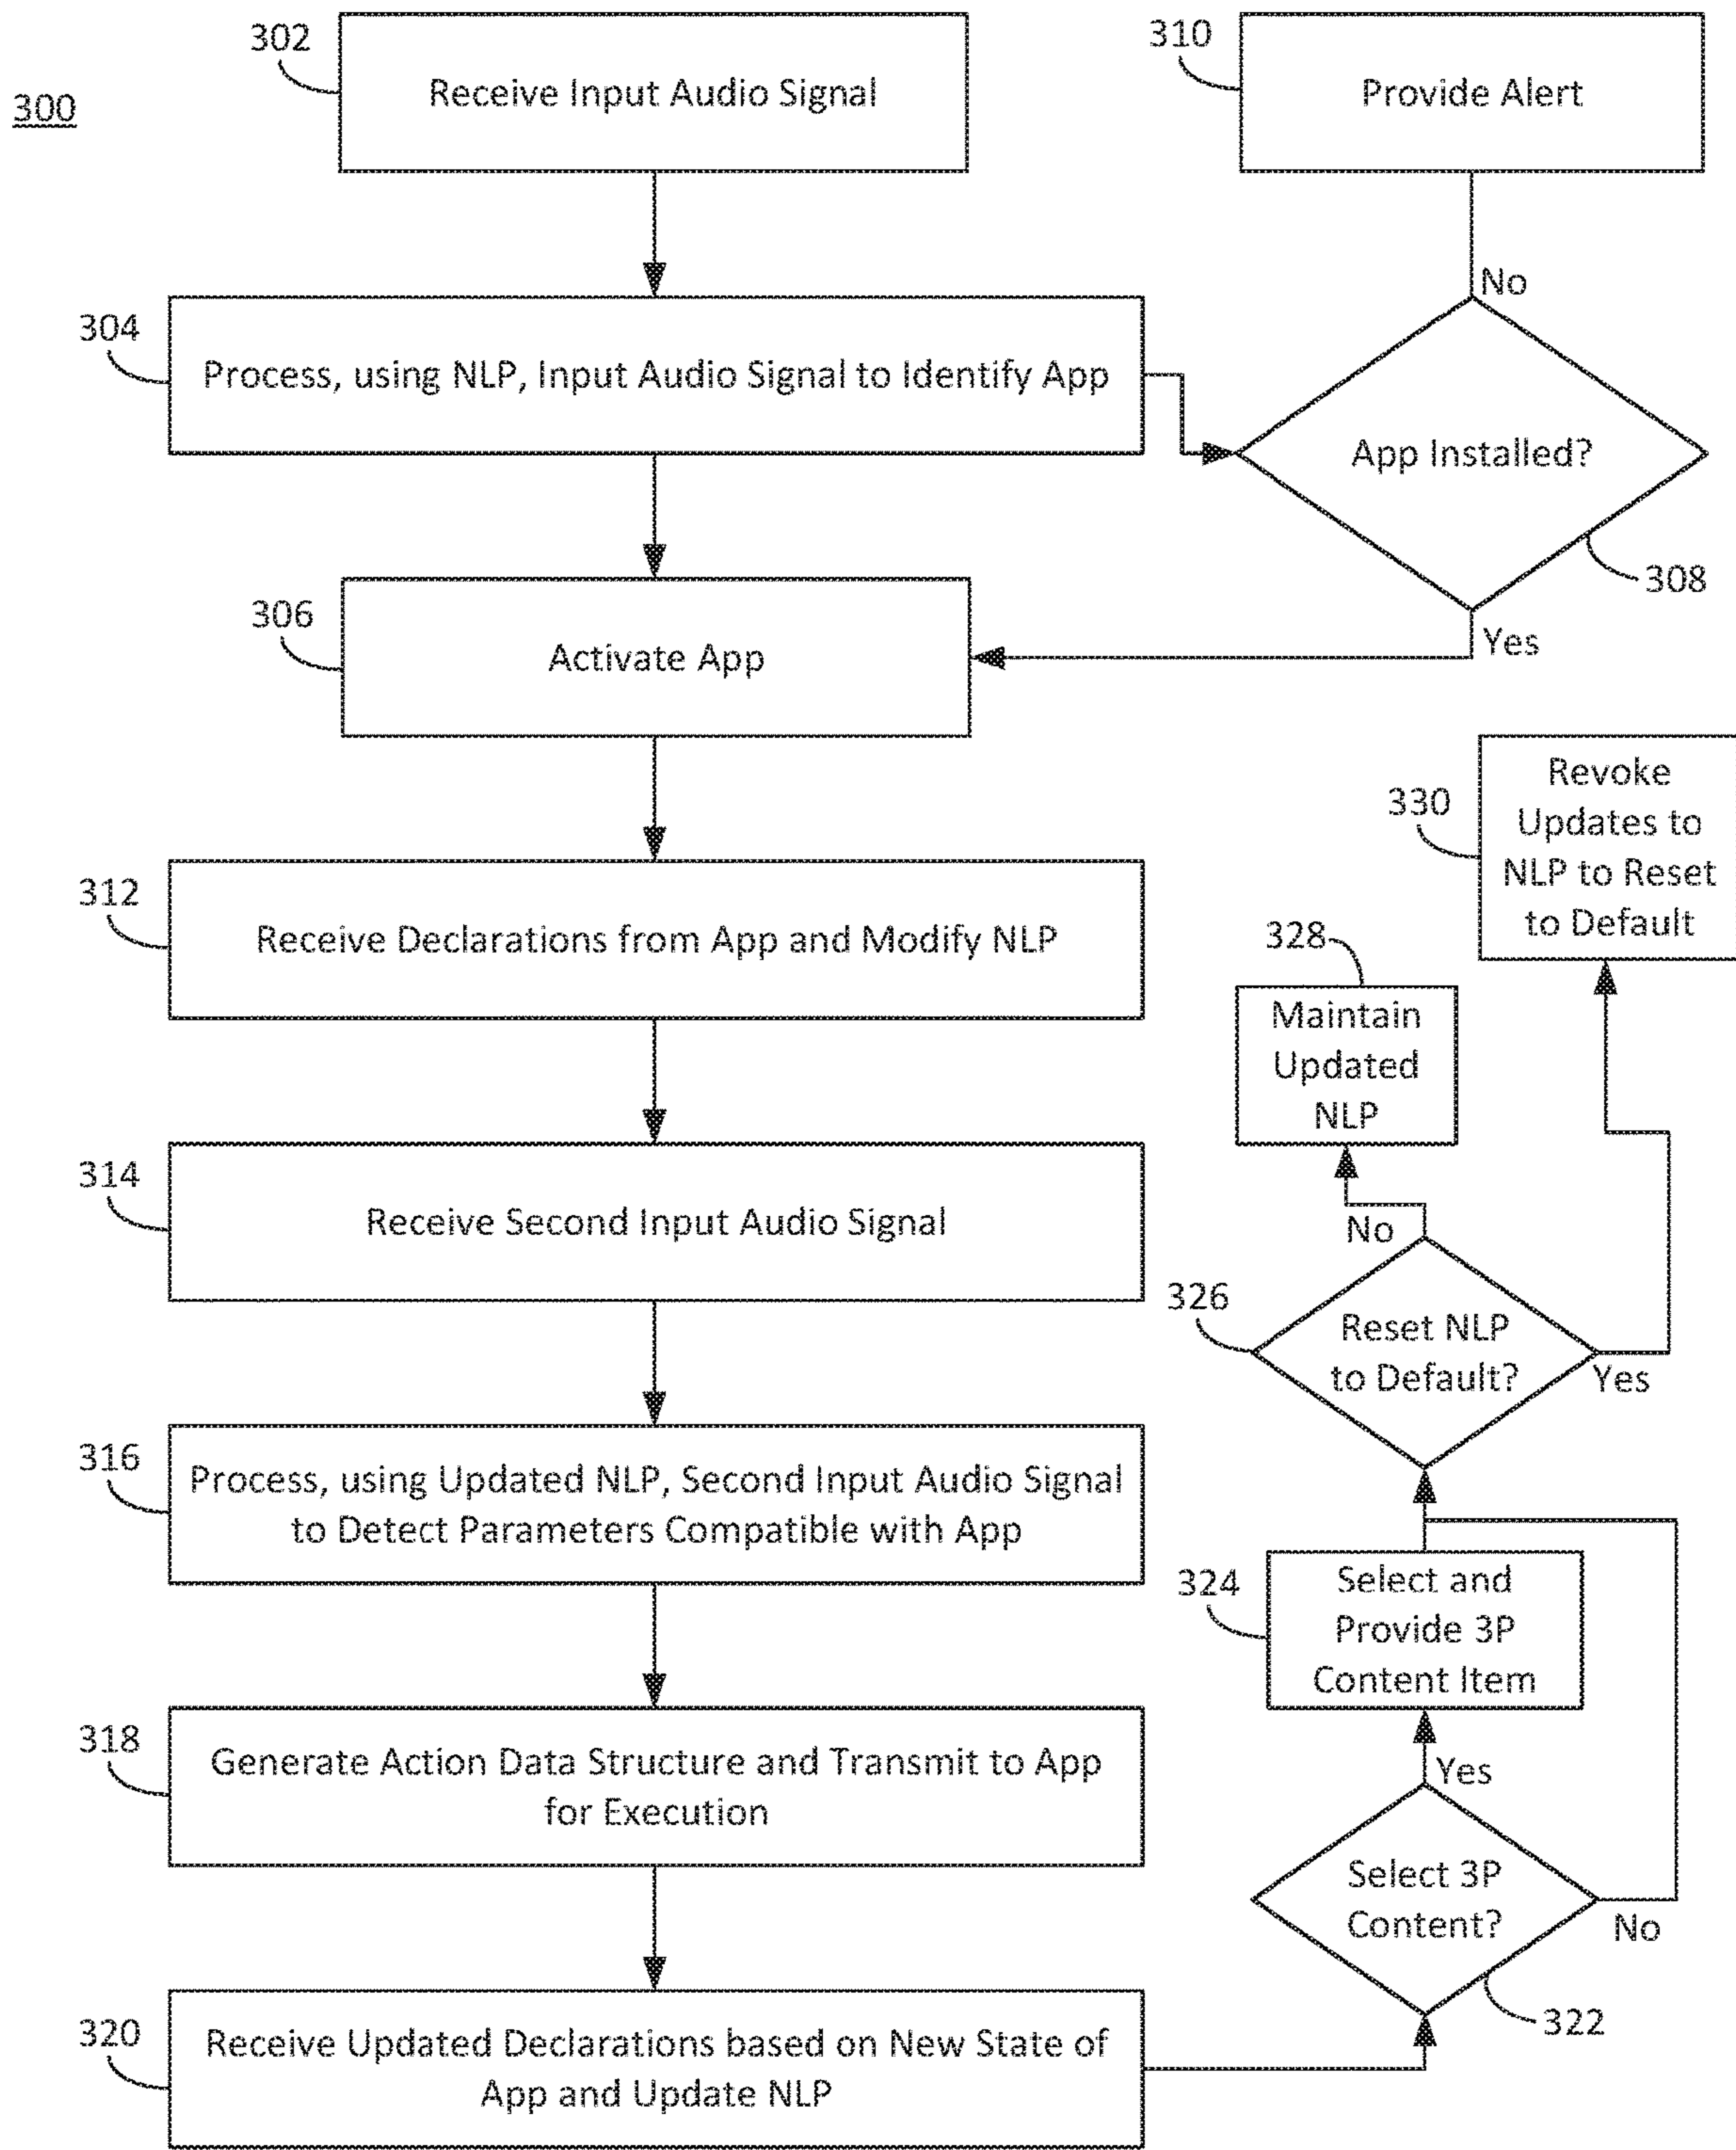 300
302
Receive Input Audio Signal
310
Provide Alert
304
Process, using NLP, Input Audio Signal to Identify App
No
App Installed?
308
Yes
306
Activate App
312
Receive Declarations from App and Modify NLP
314
Receive Second Input Audio Signal
316
Process, using Updated NLP, Second Input Audio Signal
to Detect Parameters Compatible with App
318
Generate Action Data Structure and Transmit to App
for Execution
320
Receive Updated Declarations based on New State of
App and Update NLP
322
Select 3P
Content?
No
Yes
324
Select and
Provide 3P
Content Item
326
Reset NLP
to Default?
Yes
No
328
Maintain
Updated
NLP
330
Revoke
Updates to
NLP to Reset
to Default